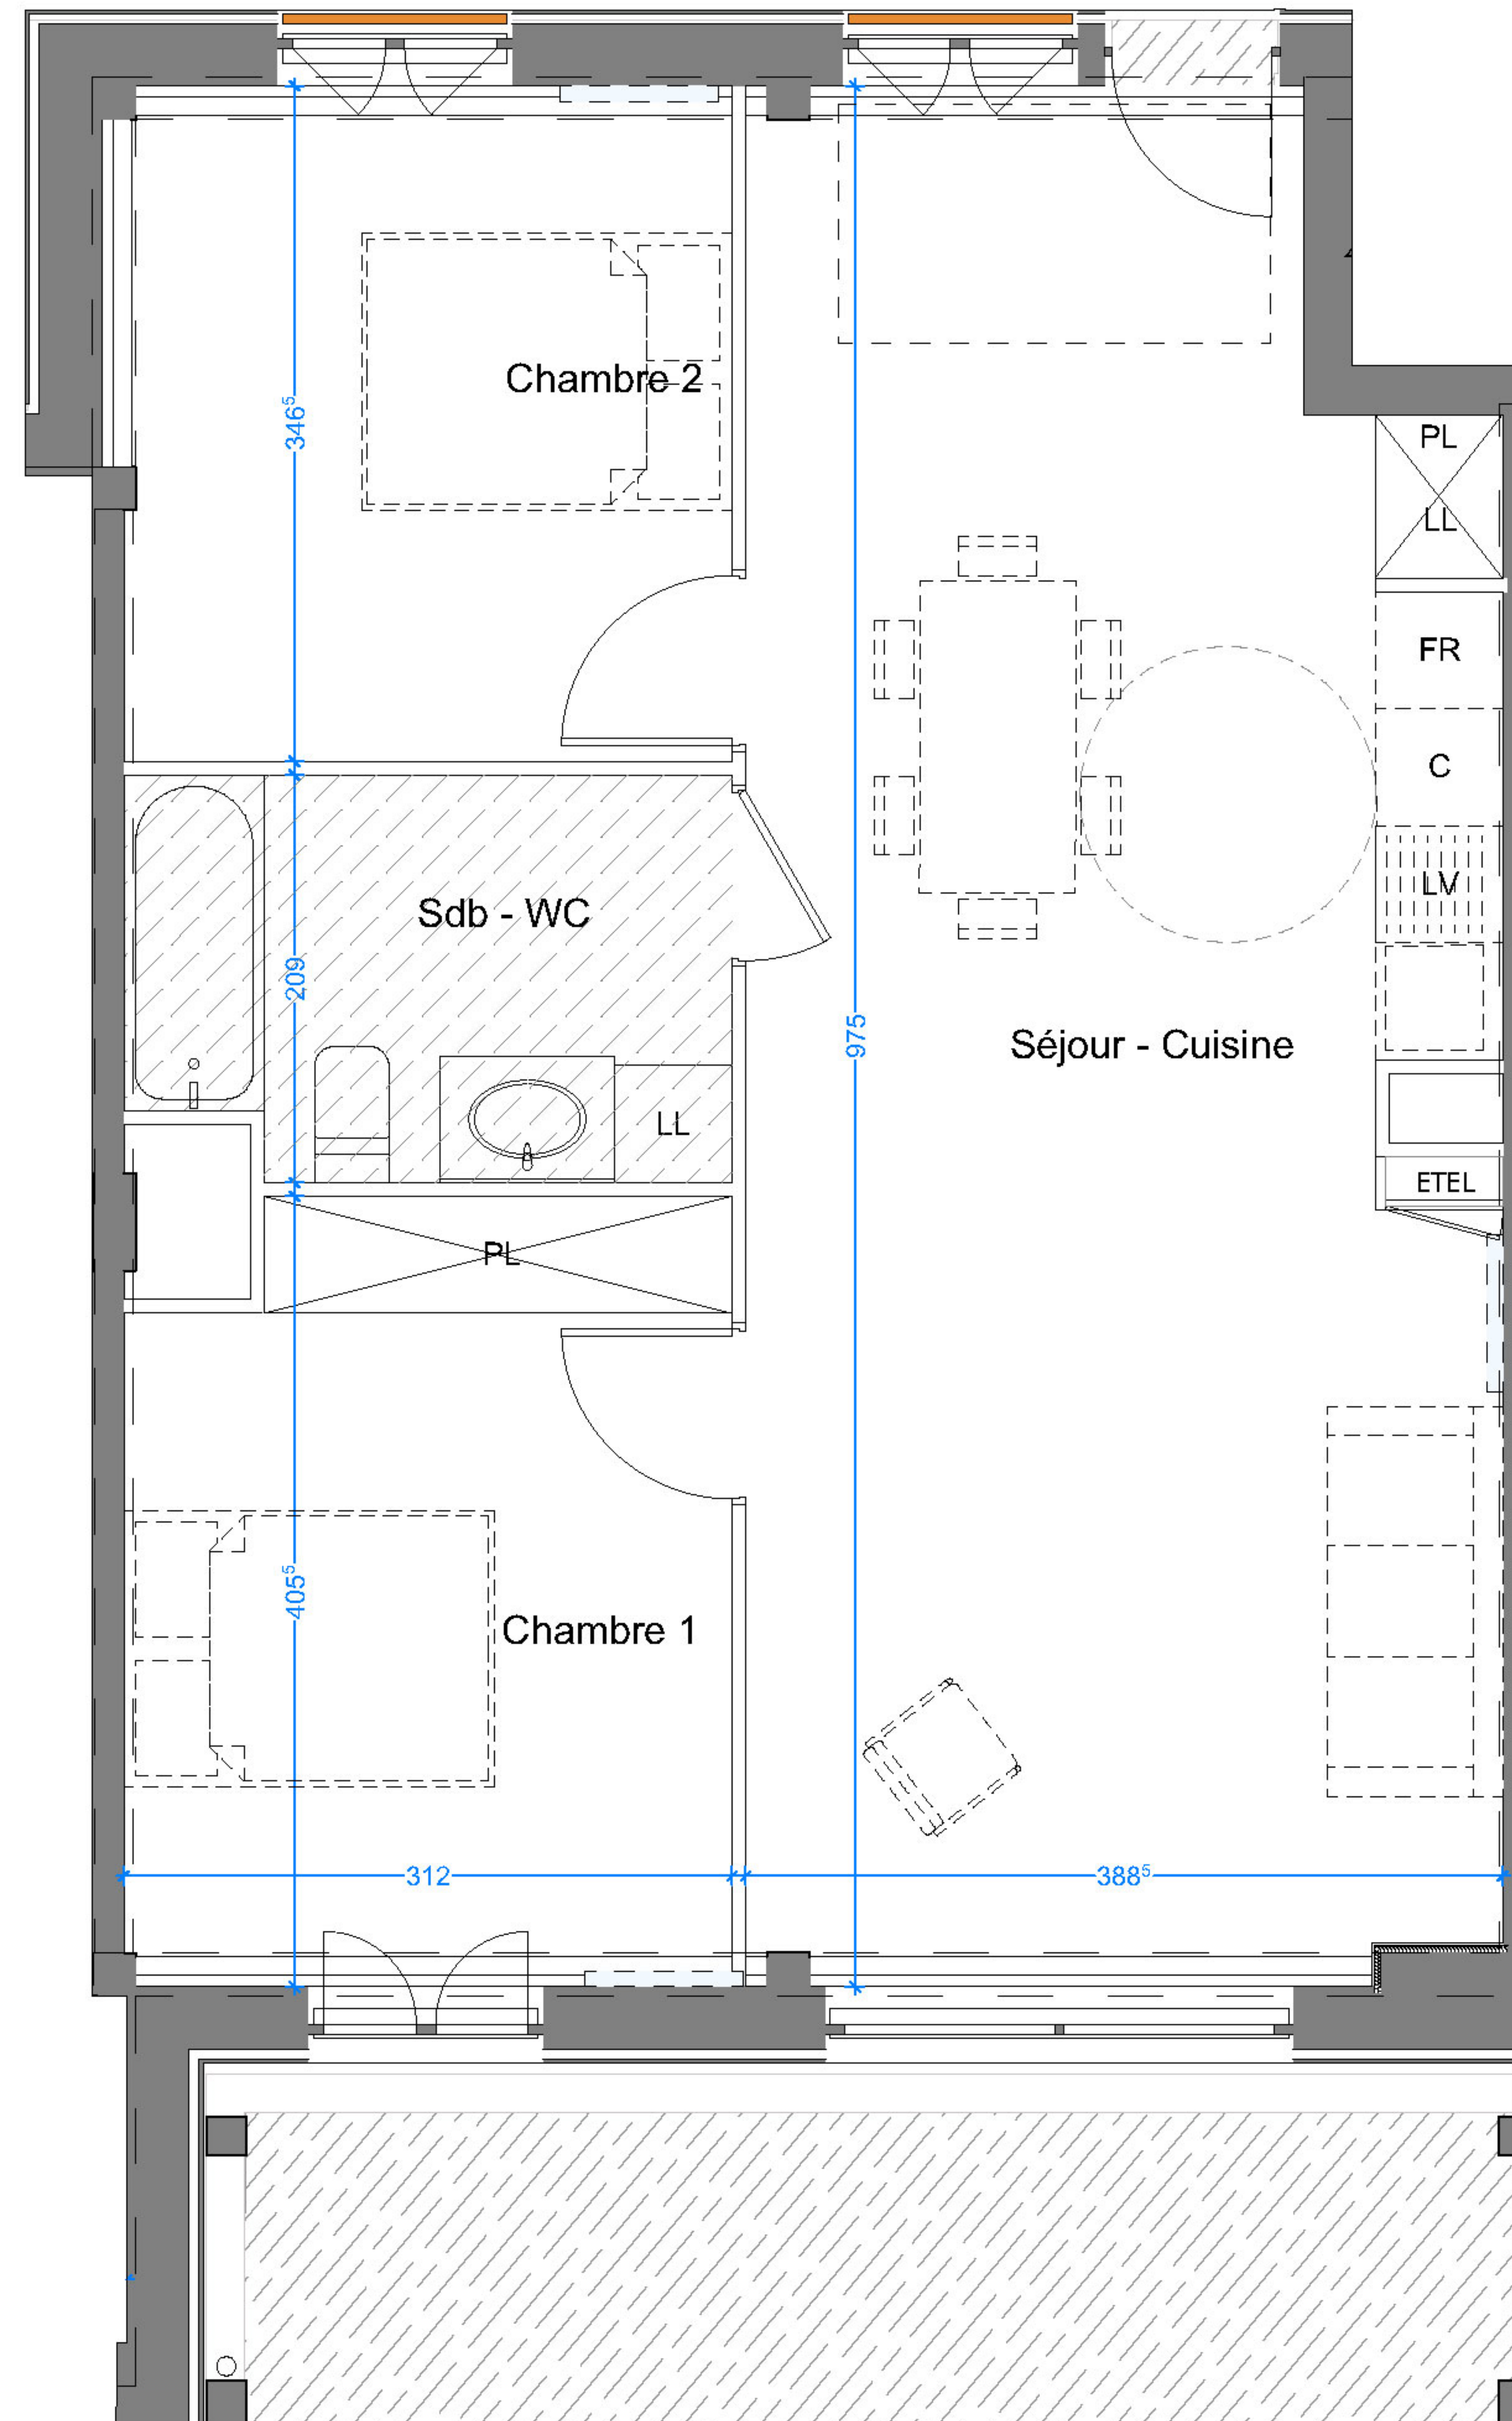 Chambre 2
346⁵
PL
LL
FR
C
LV
Sdb - WC
209
975
Séjour - Cuisine
LL
ETEL
PL
405⁵
Chambre 1
312
388⁵